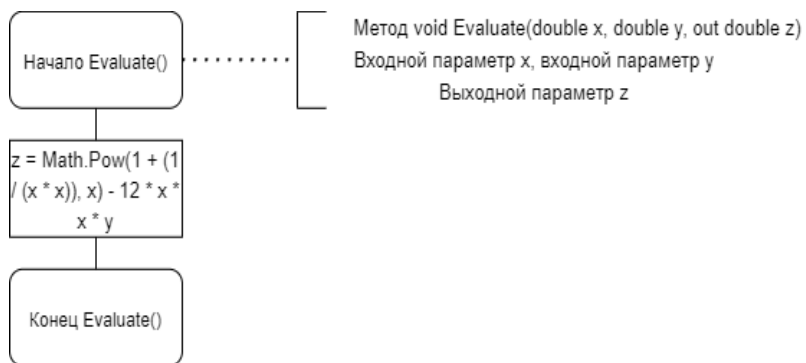 Начало Evaluate()
Метод void Evaluate(double x, double y, out double z)
Входной параметр x, входной параметр y
Выходной параметр z
z = Math.Pow(1 + (1
/ (x * x)), x) - 12 * x *
x * y
Конец Evaluate()